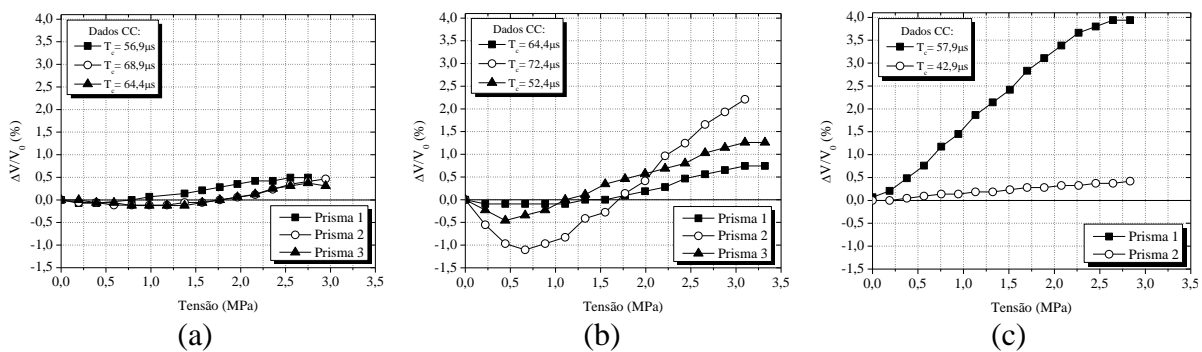 4,0
3,5
3,0
2,5
2,0
1,5
1,0
0,5
0,0
-0,5
-1,0
-1,5
ΔV/V0 (%)
Dados CC:
Tc = 56,9μs
Tc = 68,9μs
Tc = 64,4μs
Prisma 1
Prisma 2
Prisma 3
0,0 0,5 1,0 1,5 2,0 2,5 3,0 3,5
Tensão (MPa)
(a)
4,0
3,5
3,0
2,5
2,0
1,5
1,0
0,5
0,0
-0,5
-1,0
-1,5
ΔV/V0 (%)
Dados CC:
Tc = 64,4μs
Tc = 72,4μs
Tc = 52,4μs
Prisma 1
Prisma 2
Prisma 3
0,0 0,5 1,0 1,5 2,0 2,5 3,0 3,5
Tensão (MPa)
(b)
4,0
3,5
3,0
2,5
2,0
1,5
1,0
0,5
0,0
-0,5
-1,0
-1,5
ΔV/V0 (%)
Dados CC:
Tc = 57,9μs
Tc = 42,9μs
Prisma 1
Prisma 2
0,0 0,5 1,0 1,5 2,0 2,5 3,0 3,5
Tensão (MPa)
(c)